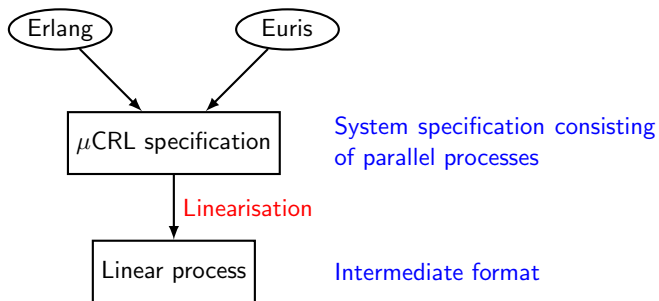 Erlang
Euris
μCRL specification
System specification consisting
of parallel processes
Linearisation
Linear process
Intermediate format